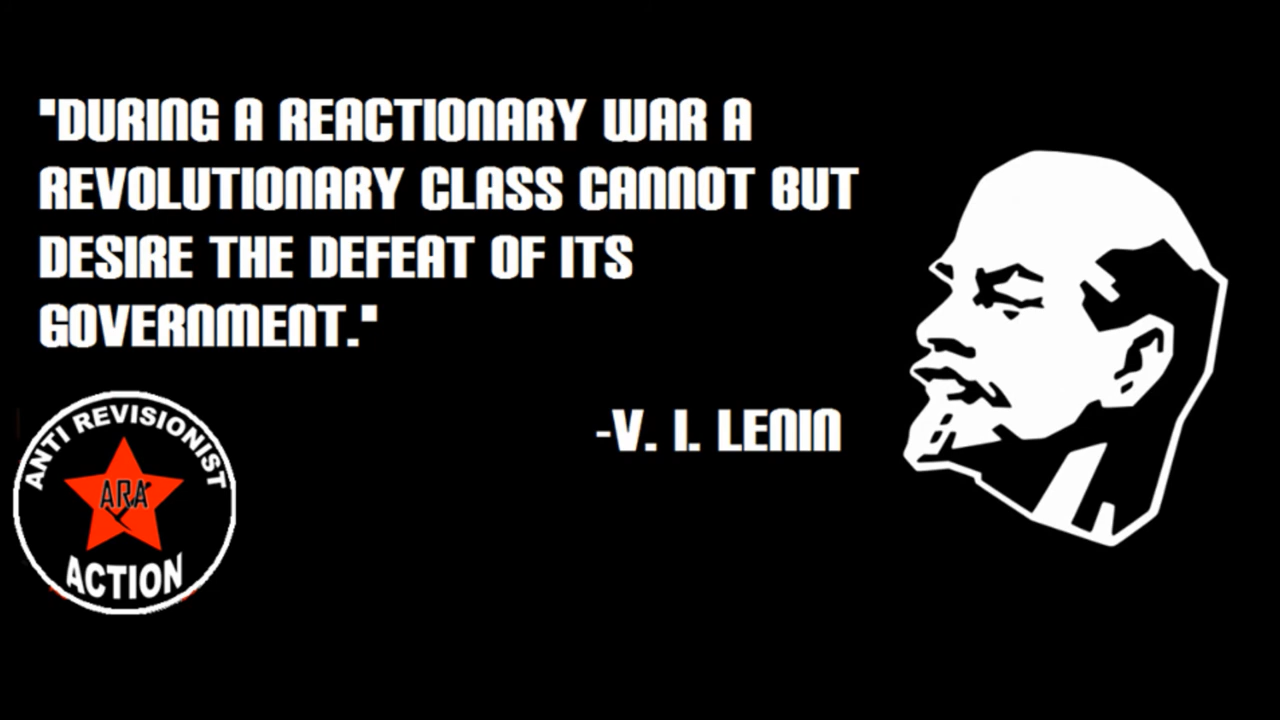 "DURING A REACTIONARY WAR A
REVOLUTIONARY CLASS CANNOT BUT
DESIRE THE DEFEAT OF ITS
GOVERNMENT."
-V. I. LENIN
ANTI REVISIONIST
ARA
ACTION